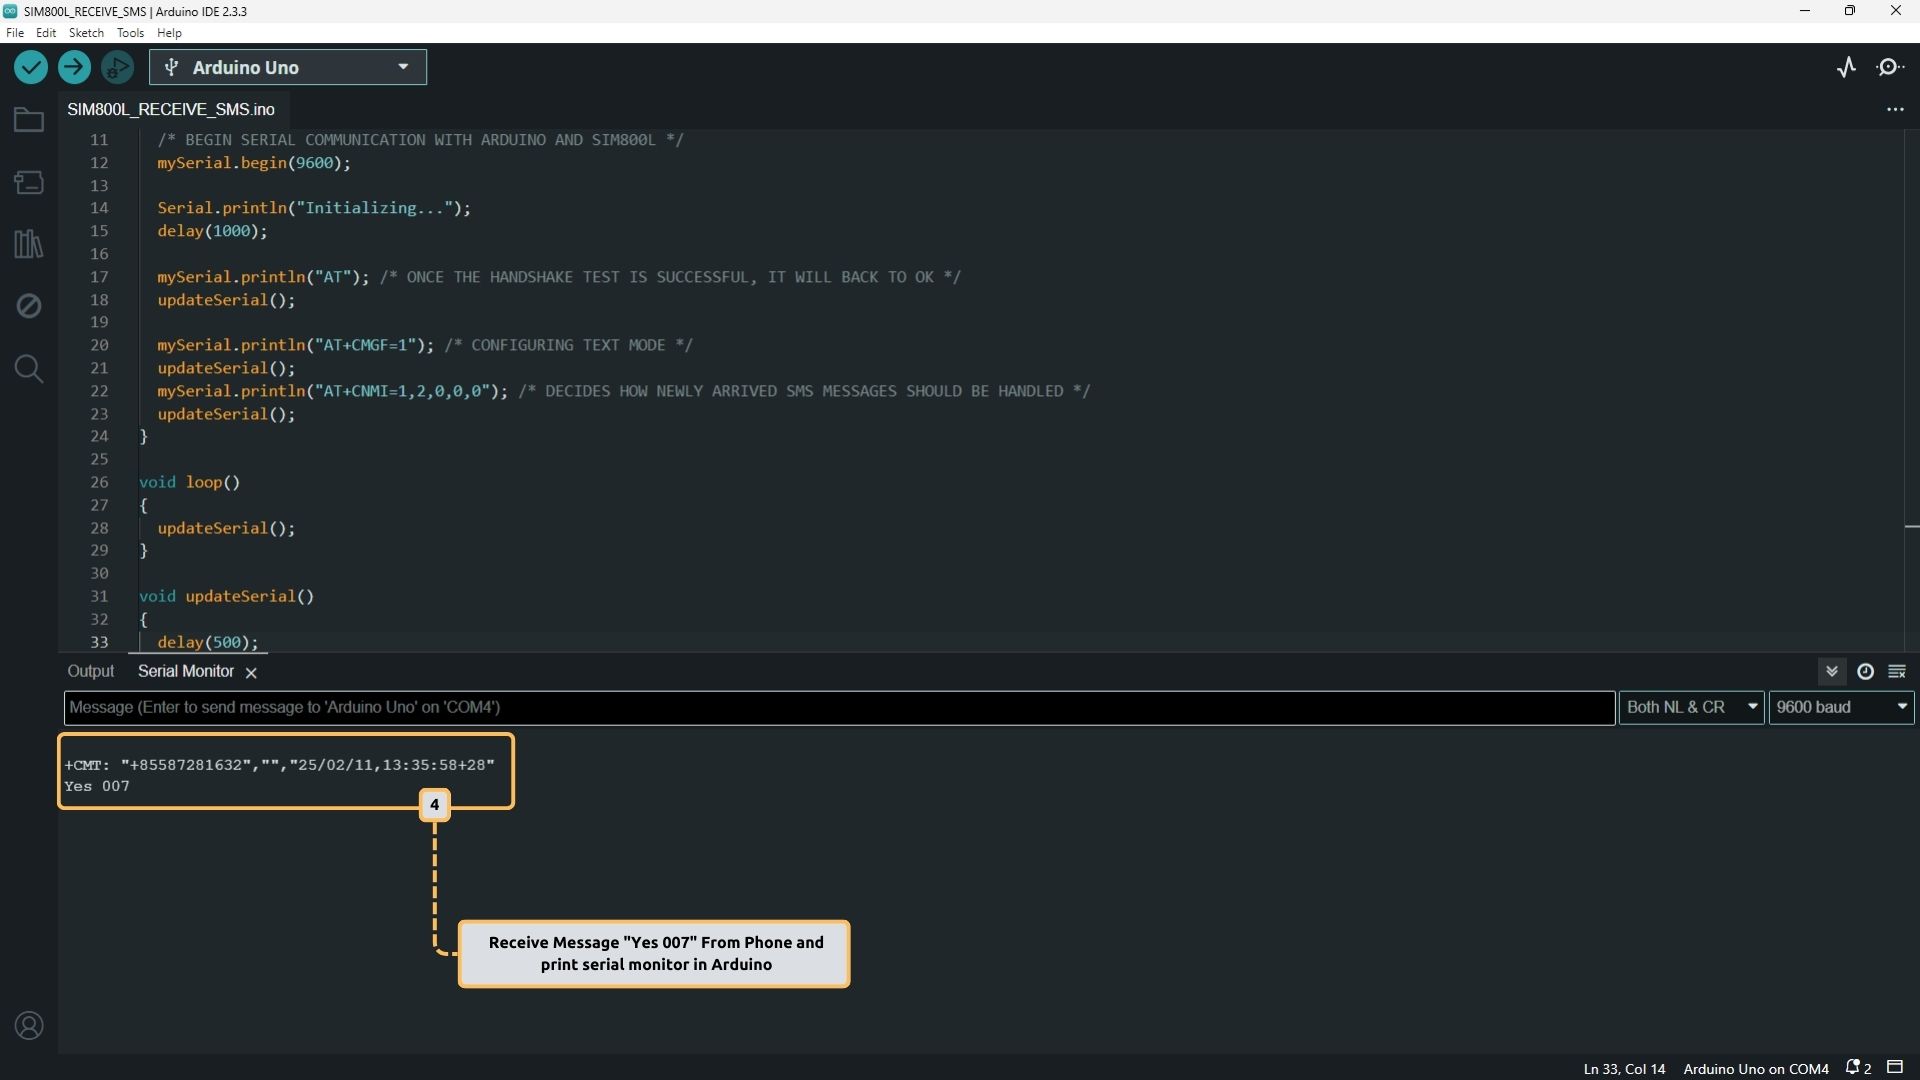 SIM800L_RECEIVE_SMS | Arduino IDE 2.3.3
File Edit Sketch Tools Help
Arduino Uno
SIM800L_RECEIVE_SMS.ino
11 /* BEGIN SERIAL COMMUNICATION WITH ARDUINO AND SIM800L */
12 mySerial.begin(9600);
13
14 Serial.println("Initializing...");
15 delay(1000);
16
17 mySerial.println("AT"); /* ONCE THE HANDSHAKE TEST IS SUCCESSFUL, IT WILL BACK TO OK */
18 updateSerial();
19
20 mySerial.println("AT+CMGF=1"); /* CONFIGURING TEXT MODE */
21 updateSerial();
22 mySerial.println("AT+CNMI=1,2,0,0,0"); /* DECIDES HOW NEWLY ARRIVED SMS MESSAGES SHOULD BE HANDLED */
23 updateSerial();
24 }
25
26 void loop()
27 {
28 updateSerial();
29 }
30
31 void updateSerial()
32 {
33 delay(500);
Output Serial Monitor
Message (Enter to send message to 'Arduino Uno' on 'COM4') Both NL & CR 9600 baud
+CMT: "+85587281632","","25/02/11,13:35:58+28"
Yes 007
4
Receive Message "Yes 007" From Phone and
print serial monitor in Arduino
Ln 33, Col 14 Arduino Uno on COM4 2